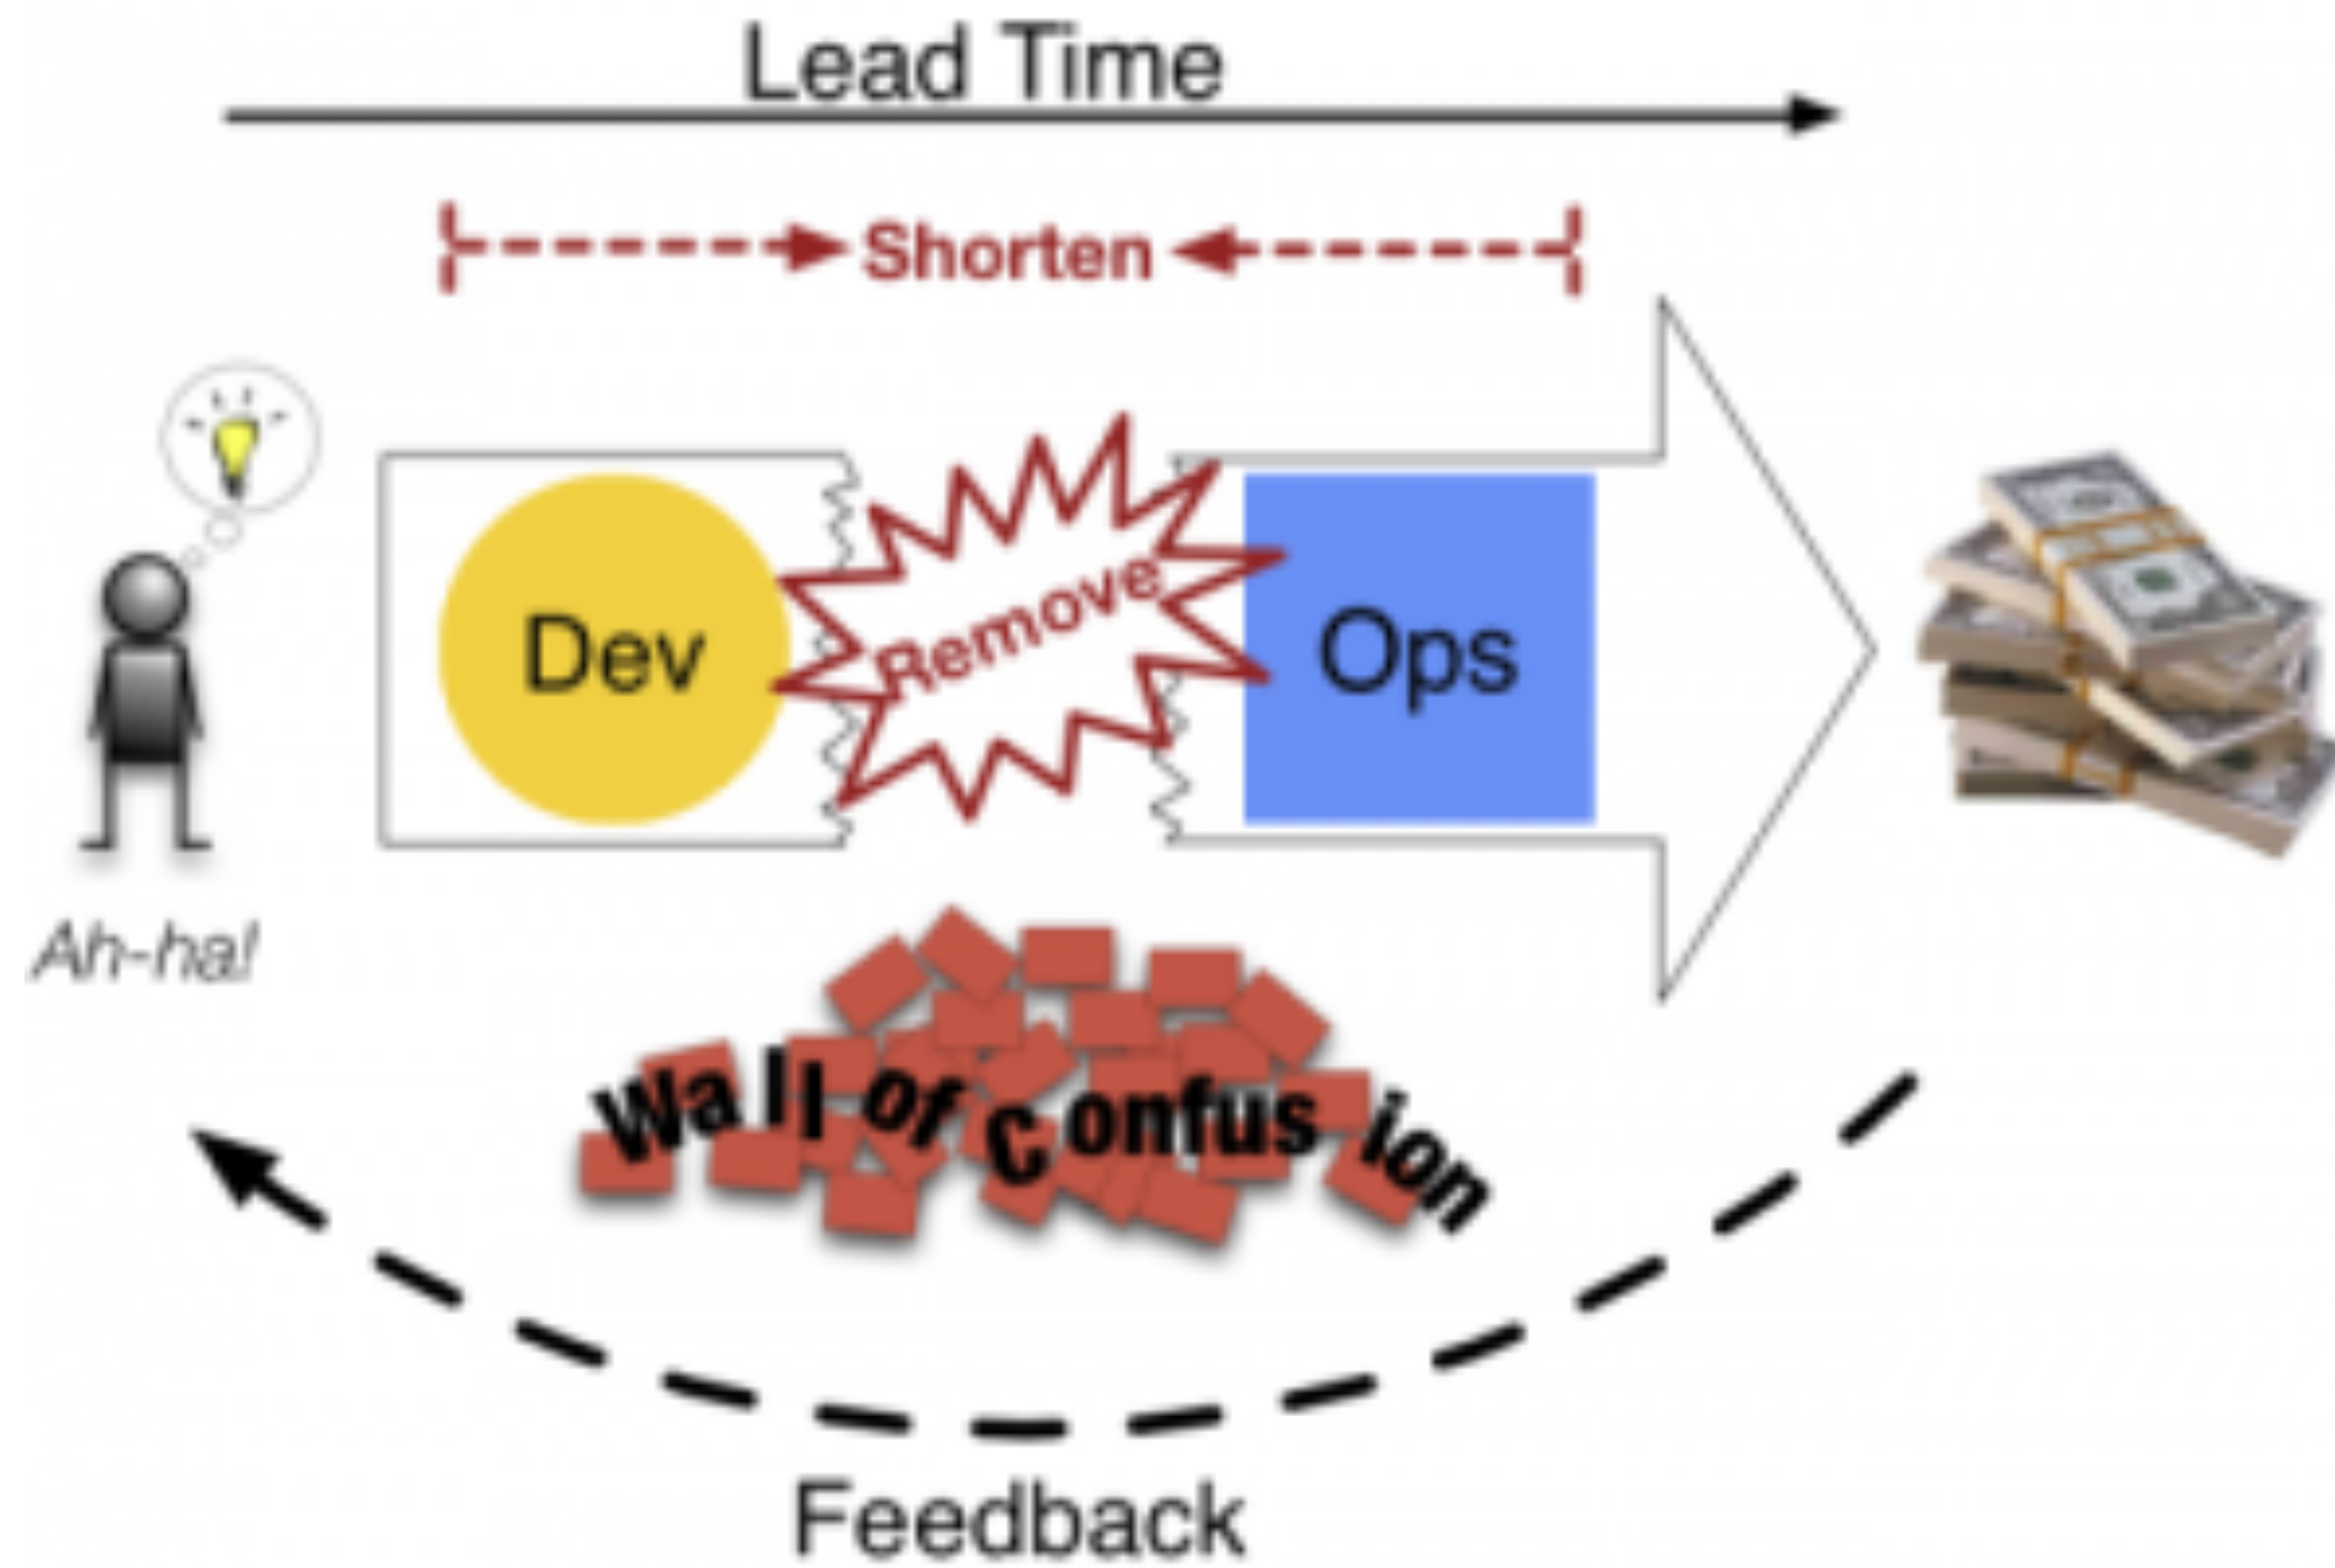 Lead Time
Shorten
Dev
Remove
Ops
Ah-ha!
Wall of Confusion
Feedback